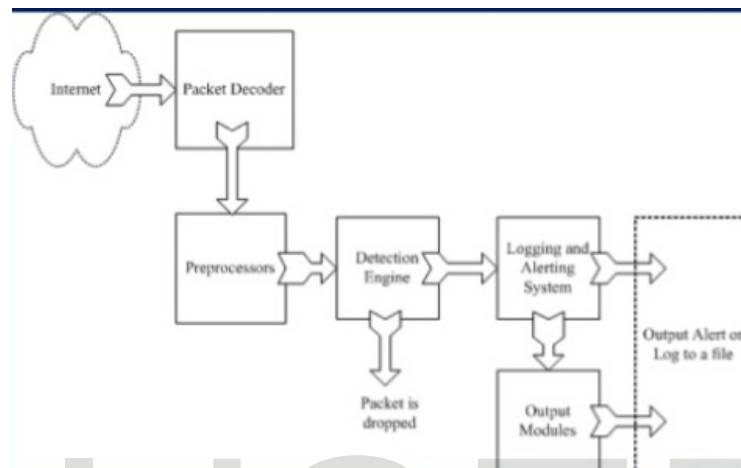 Internet
Packet Decoder
Preprocessors
Detection
Engine
Packet is
dropped
Logging and
Alerting
System
Output
Modules
Output Alert or
Log to a file